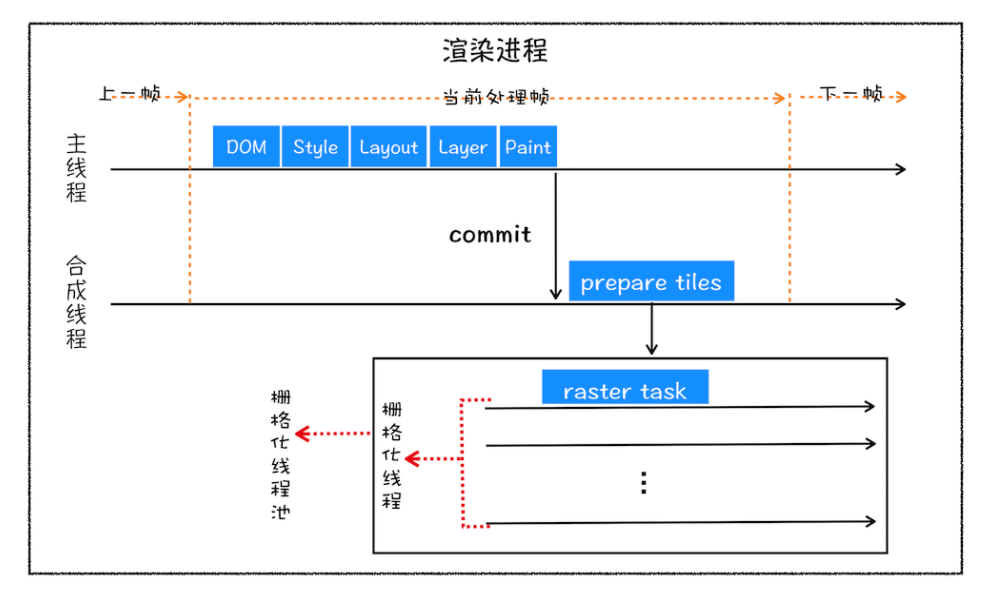 渲染进程
上一帧
当前处理帧
下一帧
主线程
DOM
Style
Layout
Layer
Paint
commit
合成线程
prepare tiles
raster task
栅格化线程池
栅格化线程